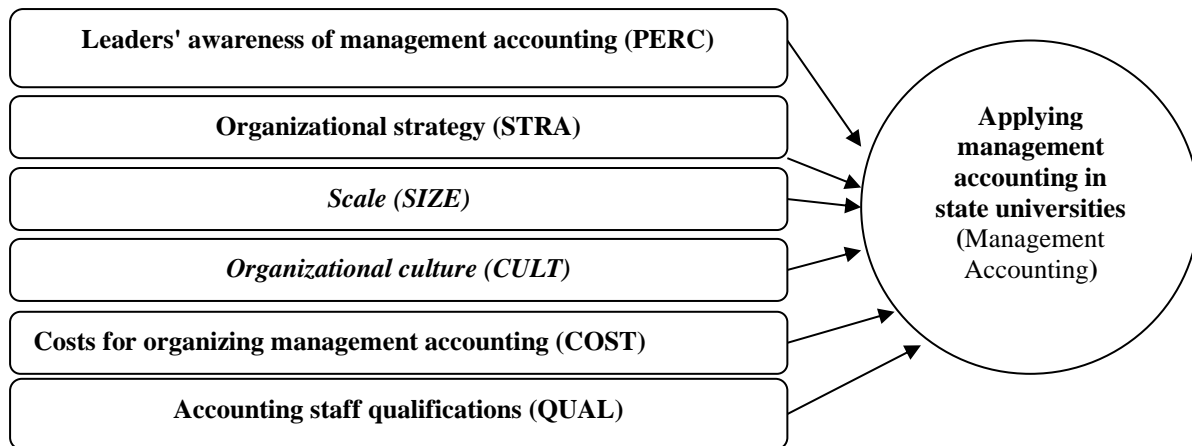 Leaders' awareness of management accounting (PERC)
Organizational strategy (STRA)
Scale (SIZE)
Organizational culture (CULT)
Costs for organizing management accounting (COST)
Accounting staff qualifications (QUAL)
Applying
management
accounting in
state universities
(Management
Accounting)